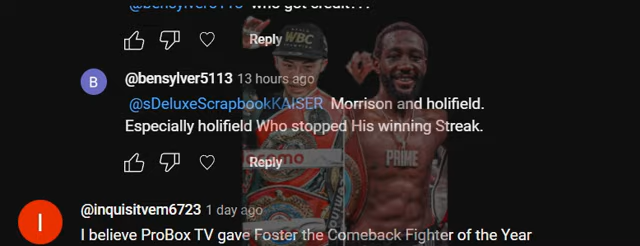 @bensylver5113 who got credit???
Reply
@bensylver5113 13 hours ago
B
@sDeluxeScrapbookKAISER Morrison and holifield.
Especially holifield Who stopped His winning Streak.
Reply
@inquisitvem6723 1 day ago
I
I believe ProBox TV gave Foster the Comeback Fighter of the Year
WBC
PRIME